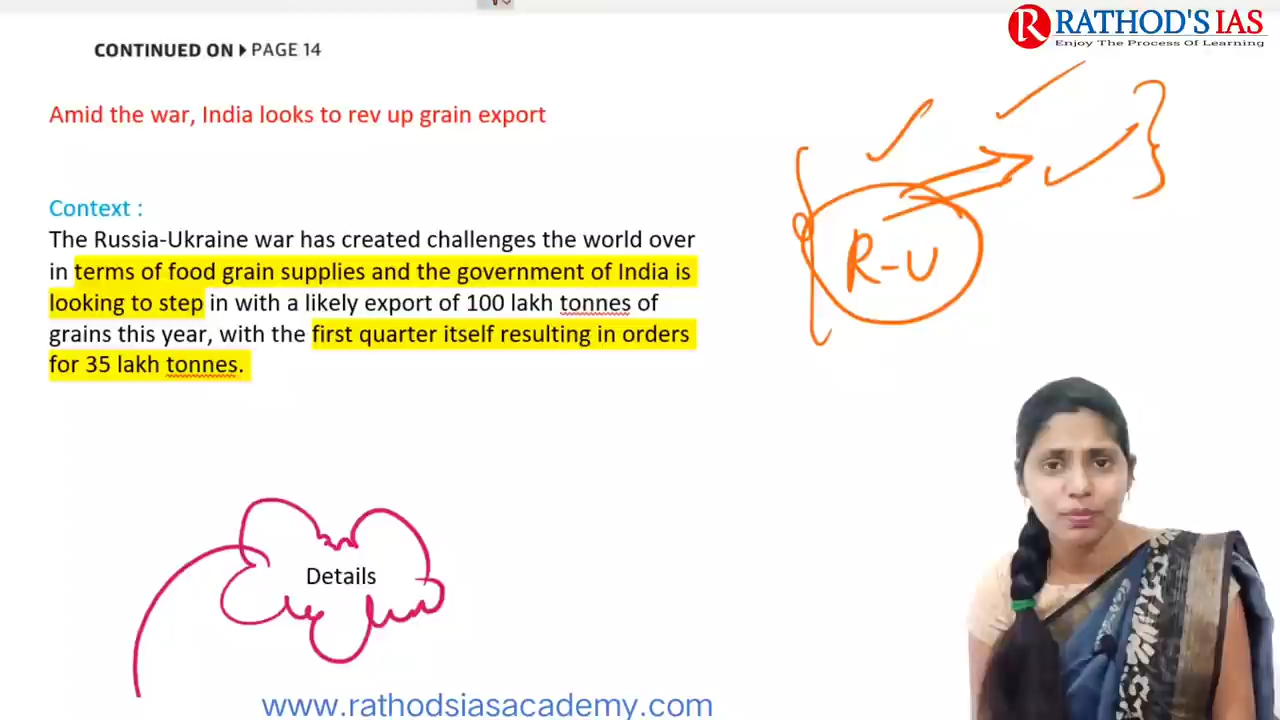 RATHOD'S IAS
Enjoy The Process Of Learning
CONTINUED ON PAGE 14
Amid the war, India looks to rev up grain export
Context :
The Russia-Ukraine war has created challenges the world over
in terms of food grain supplies and the government of India is
looking to step in with a likely export of 100 lakh tonnes of
grains this year, with the first quarter itself resulting in orders
for 35 lakh tonnes.
R-U
Details
www.rathodsiasacademy.com